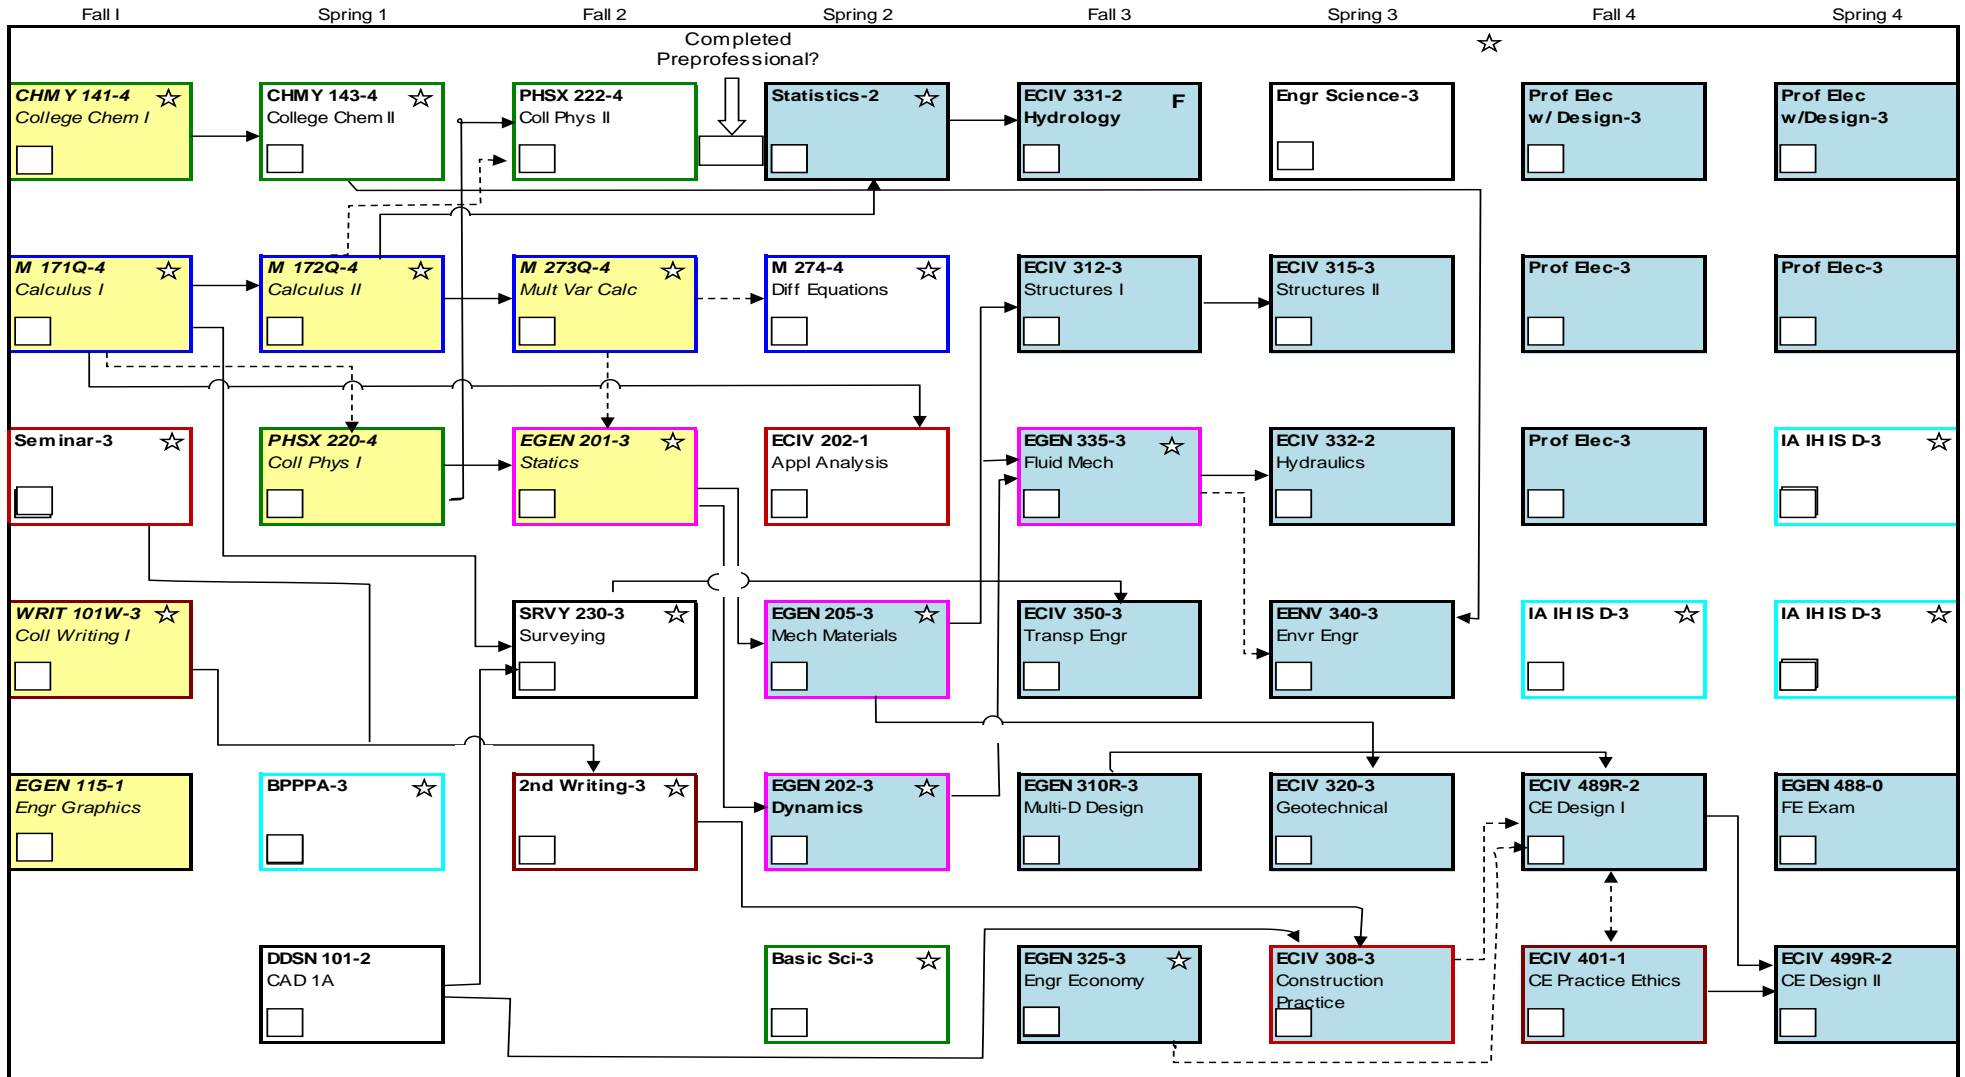 Fall I
Spring 1
Fall 2
Spring 2
Fall 3
Spring 3
Fall 4
Spring 4
Completed
Preprofessional?
CHMY 141-4
College Chem I
CHMY 143-4
College Chem II
PHSX 222-4
Coll Phys II
Statistics-2
ECIV 331-2
F
Hydrology
Engr Science-3
Prof Elec
w/ Design-3
Prof Elec
w/Design-3
M 171Q-4
Calculus I
M 172Q-4
Calculus II
M 273Q-4
Mult Var Calc
M 274-4
Diff Equations
ECIV 312-3
Structures I
ECIV 315-3
Structures II
Prof Elec-3
Prof Elec-3
Seminar-3
PHSX 220-4
Coll Phys I
EGEN 201-3
Statics
ECIV 202-1
Appl Analysis
EGEN 335-3
Fluid Mech
ECIV 332-2
Hydraulics
Prof Elec-3
IA IH IS D-3
WRIT 101W-3
Coll Writing I
SRVY 230-3
Surveying
EGEN 205-3
Mech Materials
ECIV 350-3
Transp Engr
EENV 340-3
Envr Engr
IA IH IS D-3
IA IH IS D-3
EGEN 115-1
Engr Graphics
BPPPA-3
2nd Writing-3
EGEN 202-3
Dynamics
EGEN 310R-3
Multi-D Design
ECIV 320-3
Geotechnical
ECIV 489R-2
CE Design I
EGEN 488-0
FE Exam
DDSN 101-2
CAD 1A
Basic Sci-3
EGEN 325-3
Engr Economy
ECIV 308-3
Construction
Practice
ECIV 401-1
CE Practice Ethics
ECIV 499R-2
CE Design II